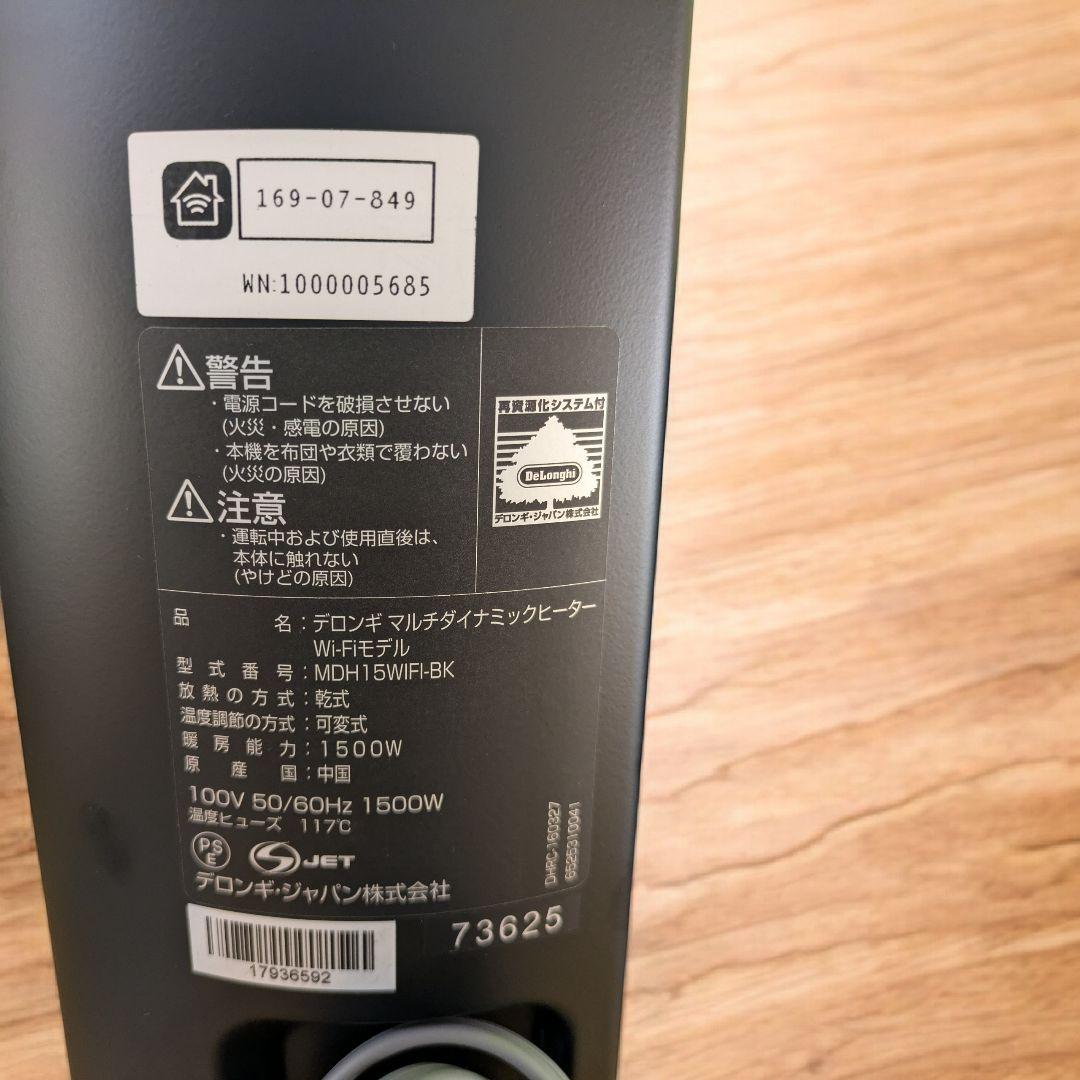 169-07-849
WN:1000005685
警告
・電源コードを破損させない
(火災・感電の原因)
・本機を布団や衣類で覆わない
(火災の原因)
注意
・運転中および使用直後は、
本体に触れない
(やけどの原因)
再資源化システム付
DeLonghi
デロンギ・ジャパン株式会社
品名：デロンギ マルチダイナミックヒーター
Wi-Fiモデル
型式番号：MDH15WIFI-BK
放熱の方式：乾式
温度調節の方式：可変式
暖房能力：1500W
原産国：中国
100V 50/60Hz 1500W
温度ヒューズ 117℃
PSE
JET
デロンギ・ジャパン株式会社
DHRC-160327
6525310041
73625
17936592